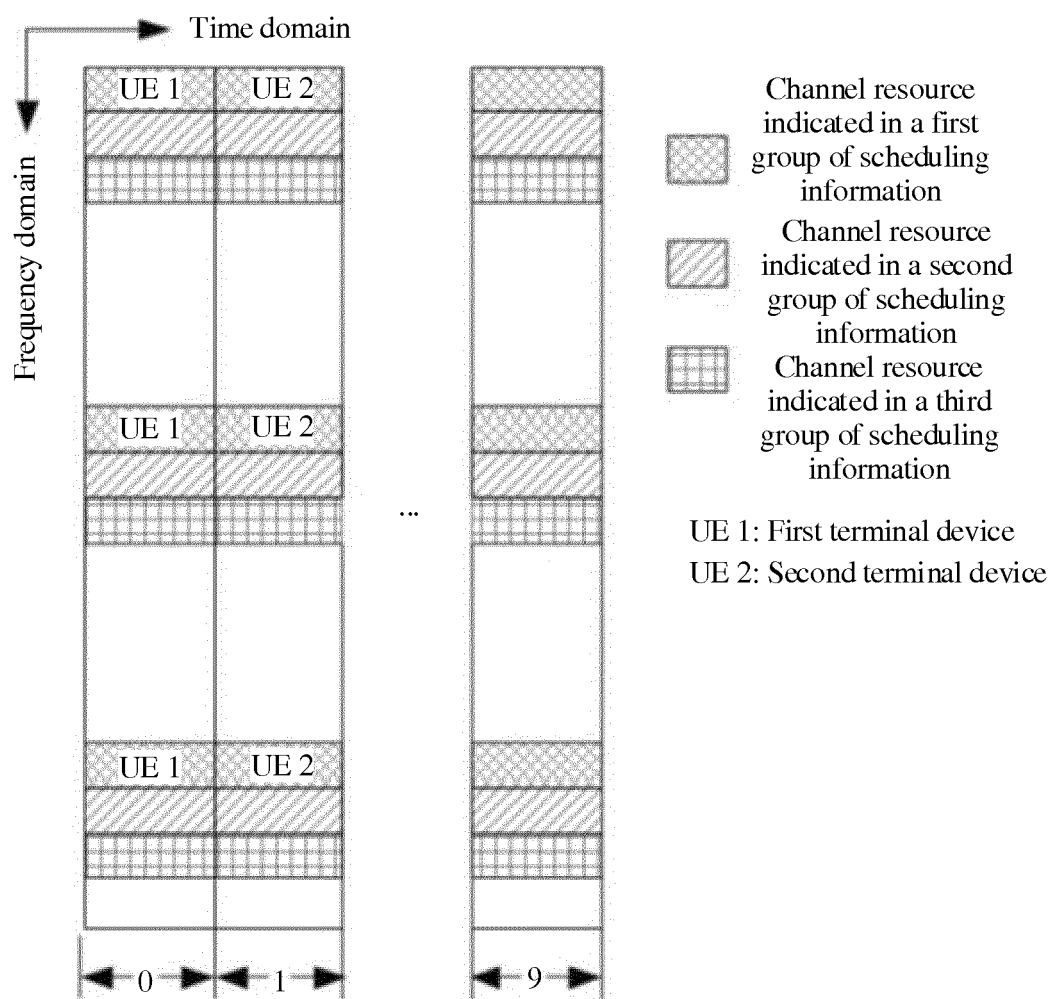 Time domain
Frequency domain
UE 1 UE 2
UE 1 UE 2
...
UE 1 UE 2
0 1 9
Channel resource
indicated in a first
group of scheduling
information
Channel resource
indicated in a second
group of scheduling
information
Channel resource
indicated in a third
group of scheduling
information
UE 1: First terminal device
UE 2: Second terminal device